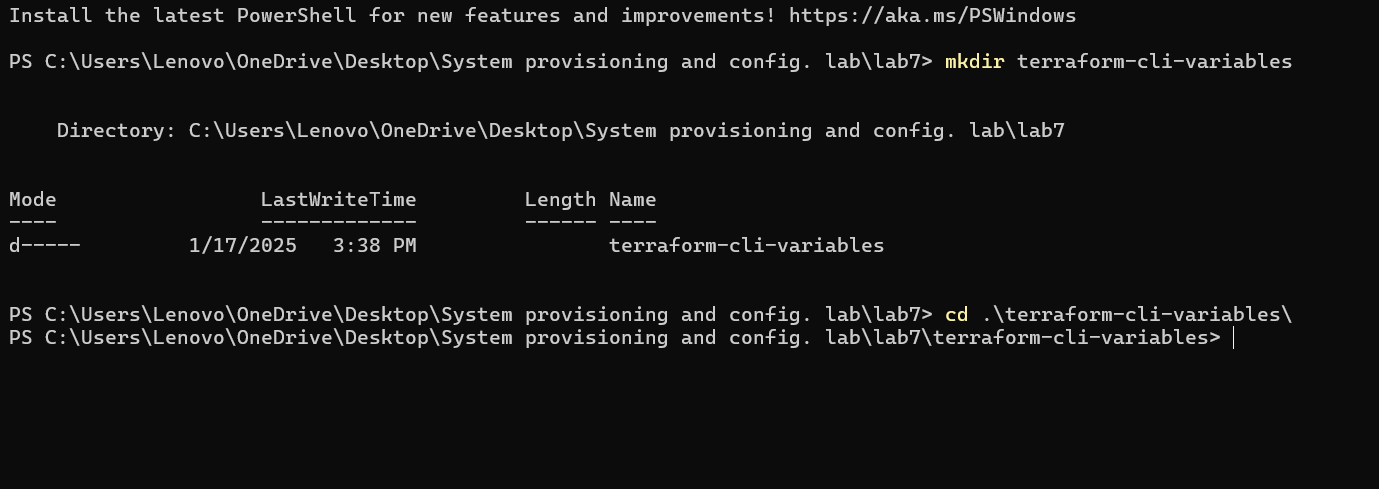 Install the latest PowerShell for new features and improvements! https://aka.ms/PSWindows
PS C:\Users\Lenovo\OneDrive\Desktop\System provisioning and config. lab\lab7> mkdir terraform-cli-variables
Directory: C:\Users\Lenovo\OneDrive\Desktop\System provisioning and config. lab\lab7
Mode                 LastWriteTime         Length Name
----                 -------------         ------ ----
d-----         1/17/2025   3:38 PM                terraform-cli-variables
PS C:\Users\Lenovo\OneDrive\Desktop\System provisioning and config. lab\lab7> cd .\terraform-cli-variables\
PS C:\Users\Lenovo\OneDrive\Desktop\System provisioning and config. lab\lab7\terraform-cli-variables>